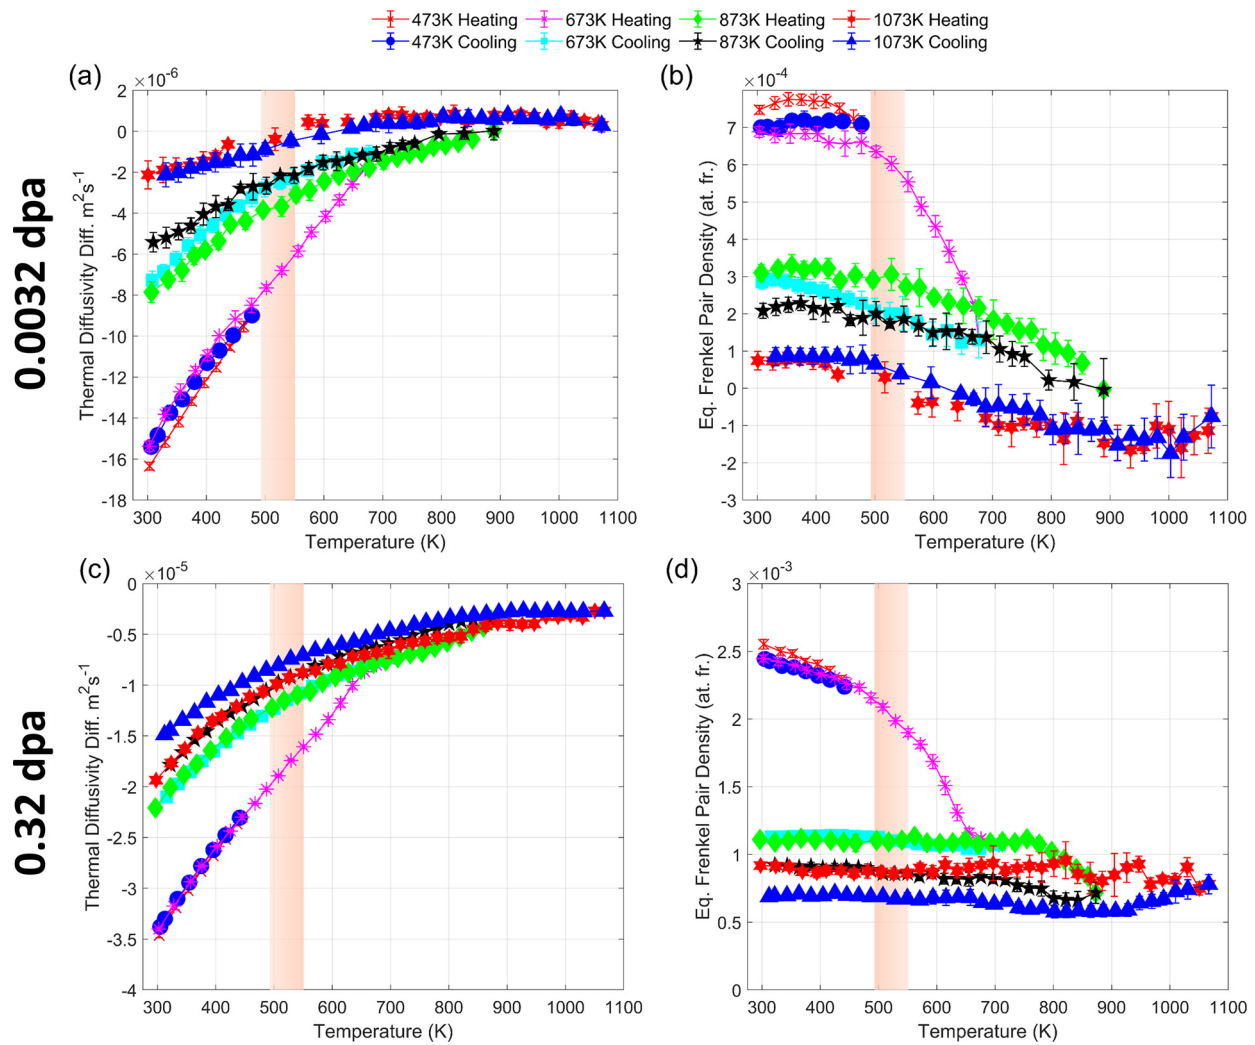 473K Heating 673K Heating 873K Heating 1073K Heating
473K Cooling 673K Cooling 873K Cooling 1073K Cooling
0.0032 dpa
(a)
×10⁻⁶
Thermal Diffusivity Diff. m²s⁻¹
2
0
-2
-4
-6
-8
-10
-12
-14
-16
-18
300 400 500 600 700 800 900 1000 1100
Temperature (K)
(b)
×10⁻⁴
Eq. Frenkel Pair Density (at. fr.)
7
6
5
4
3
2
1
0
-1
-2
-3
300 400 500 600 700 800 900 1000 1100
Temperature (K)
0.32 dpa
(c)
×10⁻⁵
Thermal Diffusivity Diff. m²s⁻¹
0
-0.5
-1
-1.5
-2
-2.5
-3
-3.5
-4
300 400 500 600 700 800 900 1000 1100
Temperature (K)
(d)
×10⁻³
Eq. Frenkel Pair Density (at. fr.)
3
2.5
2
1.5
1
0.5
0
300 400 500 600 700 800 900 1000 1100
Temperature (K)